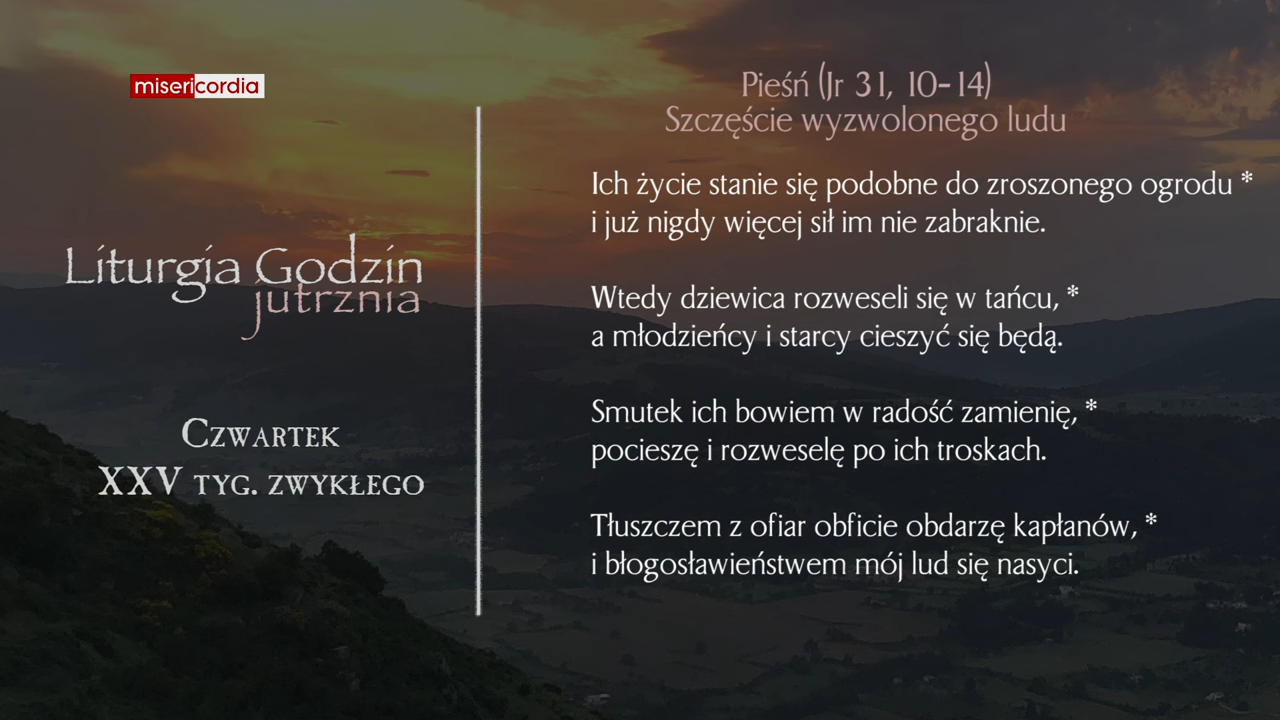 misericordia
Liturgia Godzin
jutrznia
Czwartek
XXV tyg. zwykłego
Pieśń (Jr 31, 10-14)
Szczęście wyzwolonego ludu
Ich życie stanie się podobne do zroszonego ogrodu *
i już nigdy więcej sił im nie zabraknie.
Wtedy dziewica rozweseli się w tańcu, *
a młodzieńcy i starcy cieszyć się będą.
Smutek ich bowiem w radość zamienię, *
pocieszę i rozweselę po ich troskach.
Tłuszczem z ofiar obficie obdarzę kapłanów, *
i błogosławieństwem mój lud się nasyci.